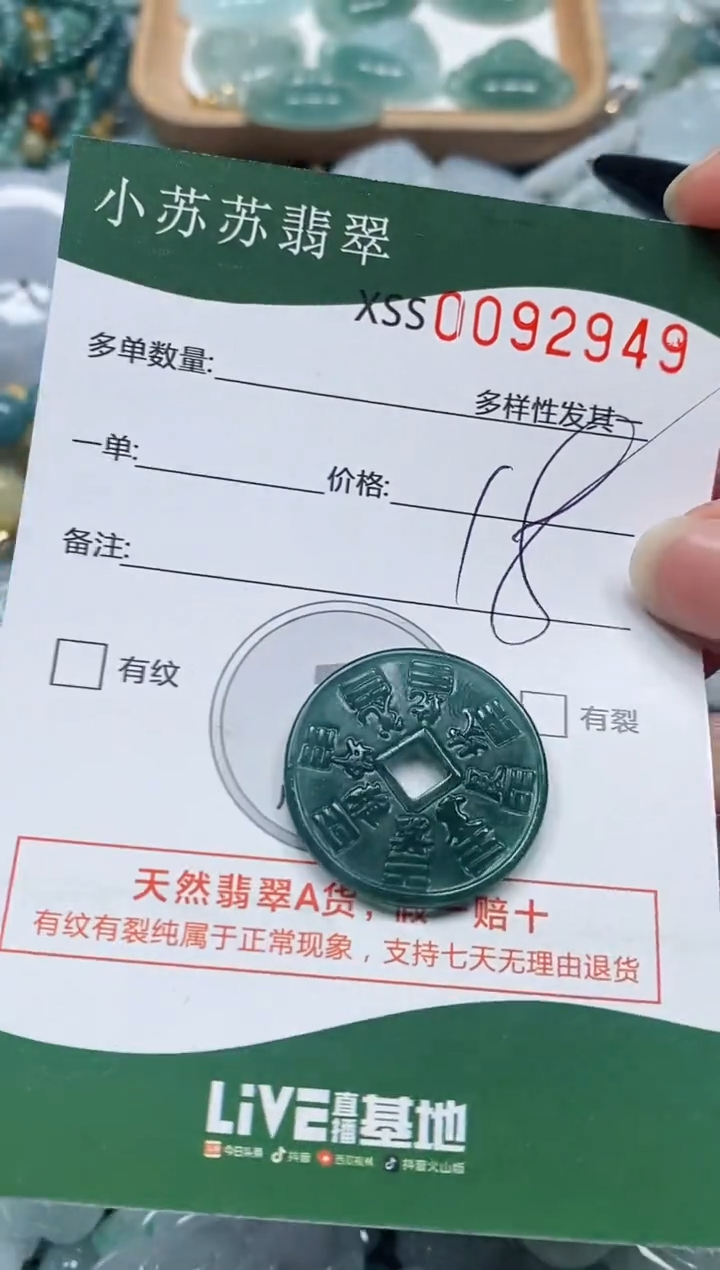 小苏苏翡翠
XSS0092949
多单数量:
多样性发其一
一单:
价格:
18
备注:
有纹
有裂
天然翡翠A货，假一赔十
有纹有裂纯属于正常现象，支持七天无理由退货
LiVE直播基地
今日头条 抖音 西瓜视频 抖音火山版